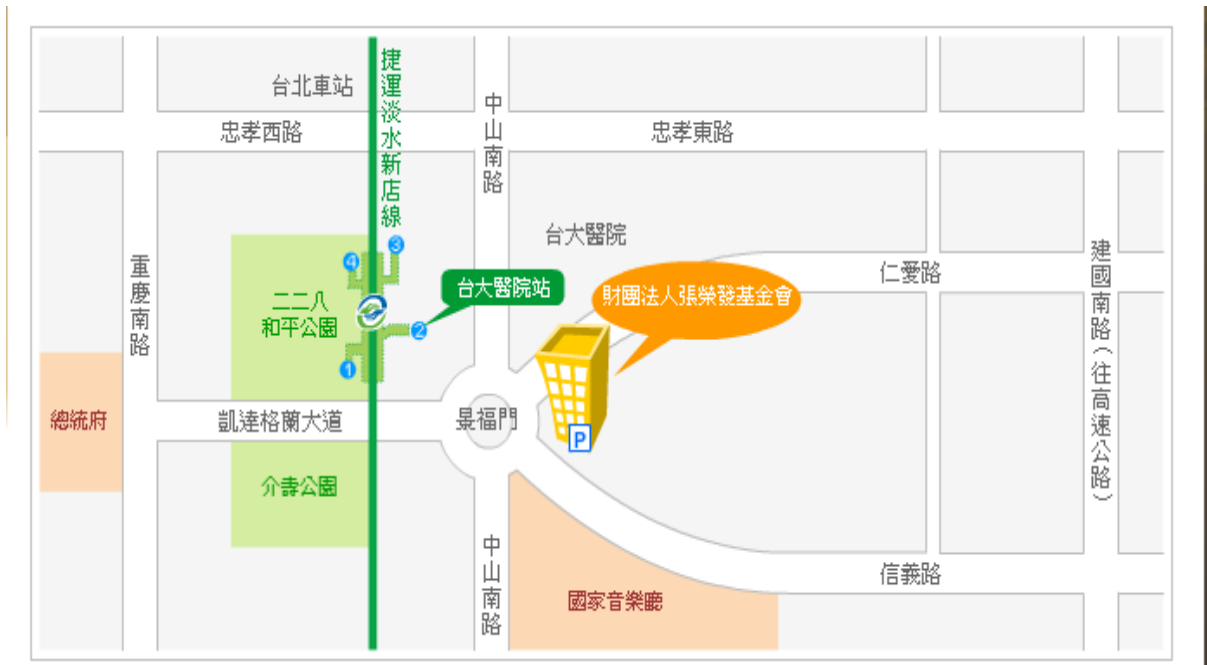 捷運淡水新店線
台北車站
中山南路
忠孝西路
忠孝東路
台大醫院
3
4
重慶南路
建國南路(往高速公路)
仁愛路
台大醫院站
財團法人張榮發基金會
二二八
和平公園
2
1
總統府
凱達格蘭大道
景福門
P
介壽公園
中山南路
信義路
國家音樂廳